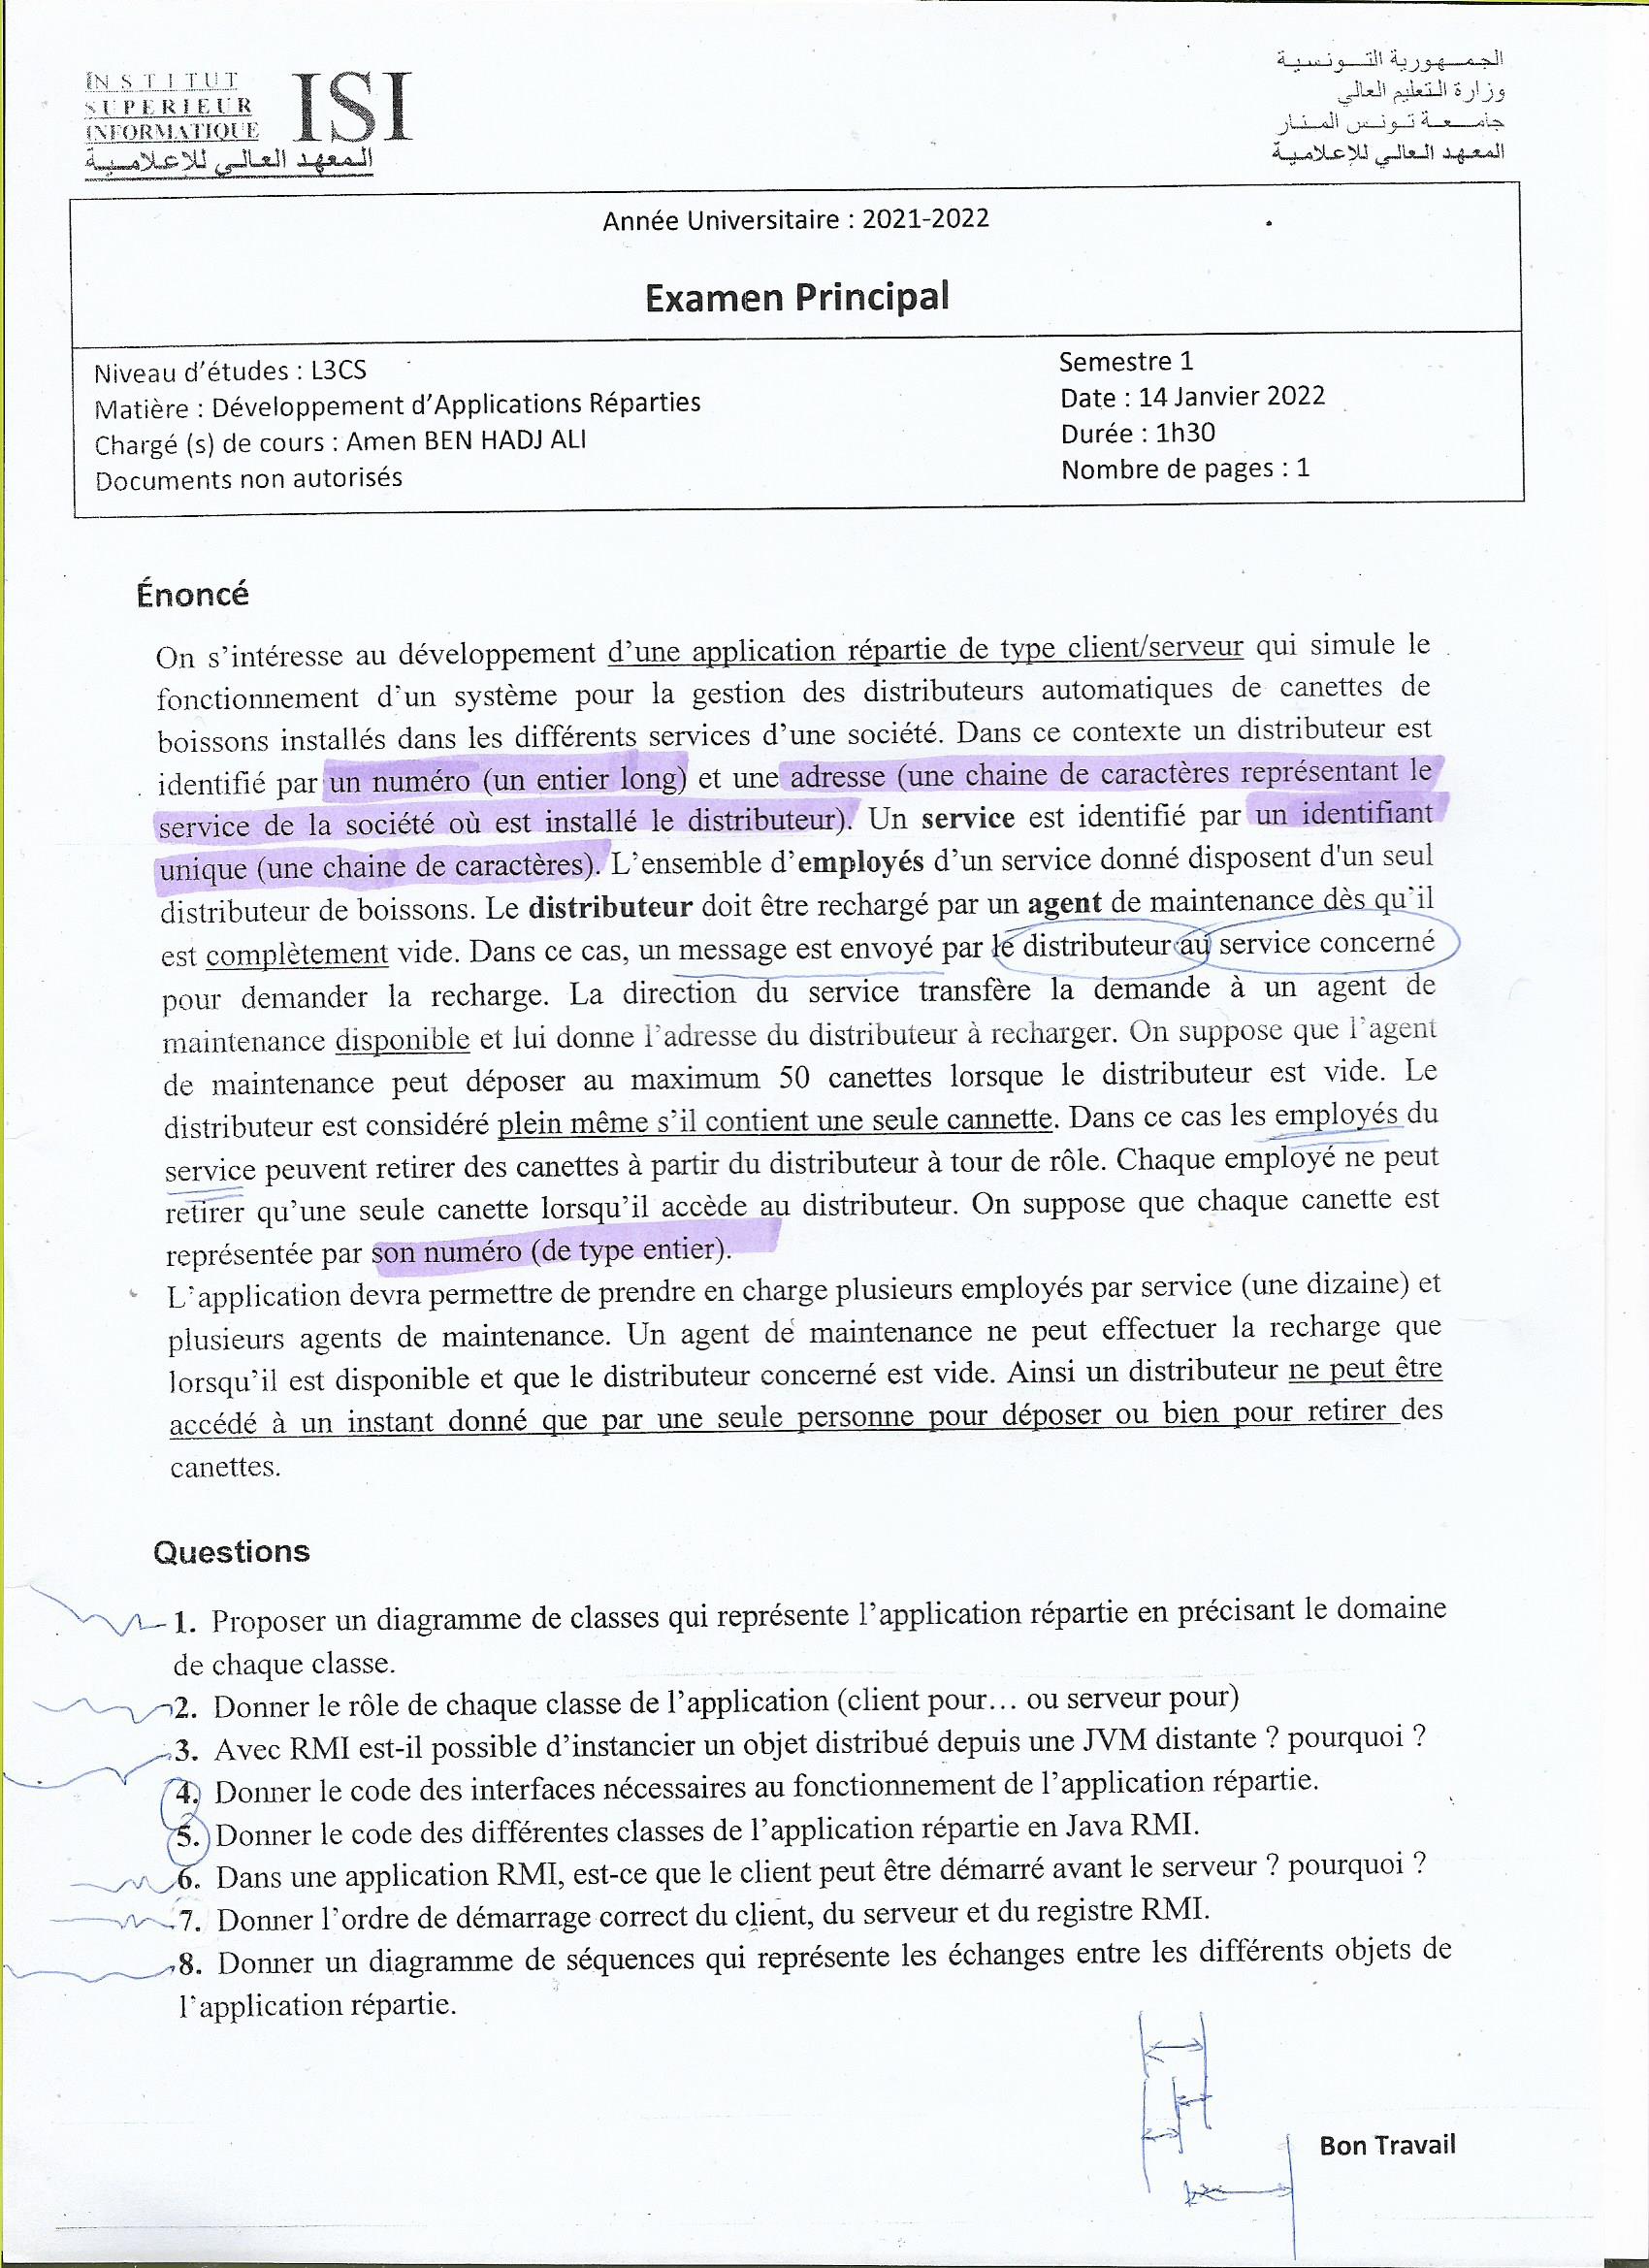 INSTITUT
SUPERIEUR
INFORMATIQUE
ISI
المعهد العالي للإعلامية
الجمهورية التونسية
وزارة التعليم العالي
جامعة تونس المنار
المعهد العالي للإعلامية
Année Universitaire : 2021-2022
Examen Principal
Niveau d'études : L3CS
Matière : Développement d'Applications Réparties
Chargé (s) de cours : Amen BEN HADJ ALI
Documents non autorisés
Semestre 1
Date : 14 Janvier 2022
Durée : 1h30
Nombre de pages : 1
Énoncé
On s'intéresse au développement d'une application répartie de type client/serveur qui simule le
fonctionnement d'un système pour la gestion des distributeurs automatiques de canettes de
boissons installés dans les différents services d'une société. Dans ce contexte un distributeur est
identifié par un numéro (un entier long) et une adresse (une chaine de caractères représentant le
service de la société où est installé le distributeur). Un service est identifié par un identifiant
unique (une chaine de caractères). L'ensemble d'employés d'un service donné disposent d'un seul
distributeur de boissons. Le distributeur doit être rechargé par un agent de maintenance dès qu'il
est complètement vide. Dans ce cas, un message est envoyé par le distributeur au service concerné
pour demander la recharge. La direction du service transfère la demande à un agent de
maintenance disponible et lui donne l'adresse du distributeur à recharger. On suppose que l'agent
de maintenance peut déposer au maximum 50 canettes lorsque le distributeur est vide. Le
distributeur est considéré plein même s'il contient une seule cannette. Dans ce cas les employés du
service peuvent retirer des canettes à partir du distributeur à tour de rôle. Chaque employé ne peut
retirer qu'une seule canette lorsqu'il accède au distributeur. On suppose que chaque canette est
représentée par son numéro (de type entier).
L'application devra permettre de prendre en charge plusieurs employés par service (une dizaine) et
plusieurs agents de maintenance. Un agent de maintenance ne peut effectuer la recharge que
lorsqu'il est disponible et que le distributeur concerné est vide. Ainsi un distributeur ne peut être
accédé à un instant donné que par une seule personne pour déposer ou bien pour retirer des
canettes.
Questions
1. Proposer un diagramme de classes qui représente l'application répartie en précisant le domaine
de chaque classe.
2. Donner le rôle de chaque classe de l'application (client pour... ou serveur pour)
3. Avec RMI est-il possible d'instancier un objet distribué depuis une JVM distante ? pourquoi ?
4. Donner le code des interfaces nécessaires au fonctionnement de l'application répartie.
5. Donner le code des différentes classes de l'application répartie en Java RMI.
6. Dans une application RMI, est-ce que le client peut être démarré avant le serveur ? pourquoi ?
7. Donner l'ordre de démarrage correct du client, du serveur et du registre RMI.
8. Donner un diagramme de séquences qui représente les échanges entre les différents objets de
l'application répartie.
Bon Travail